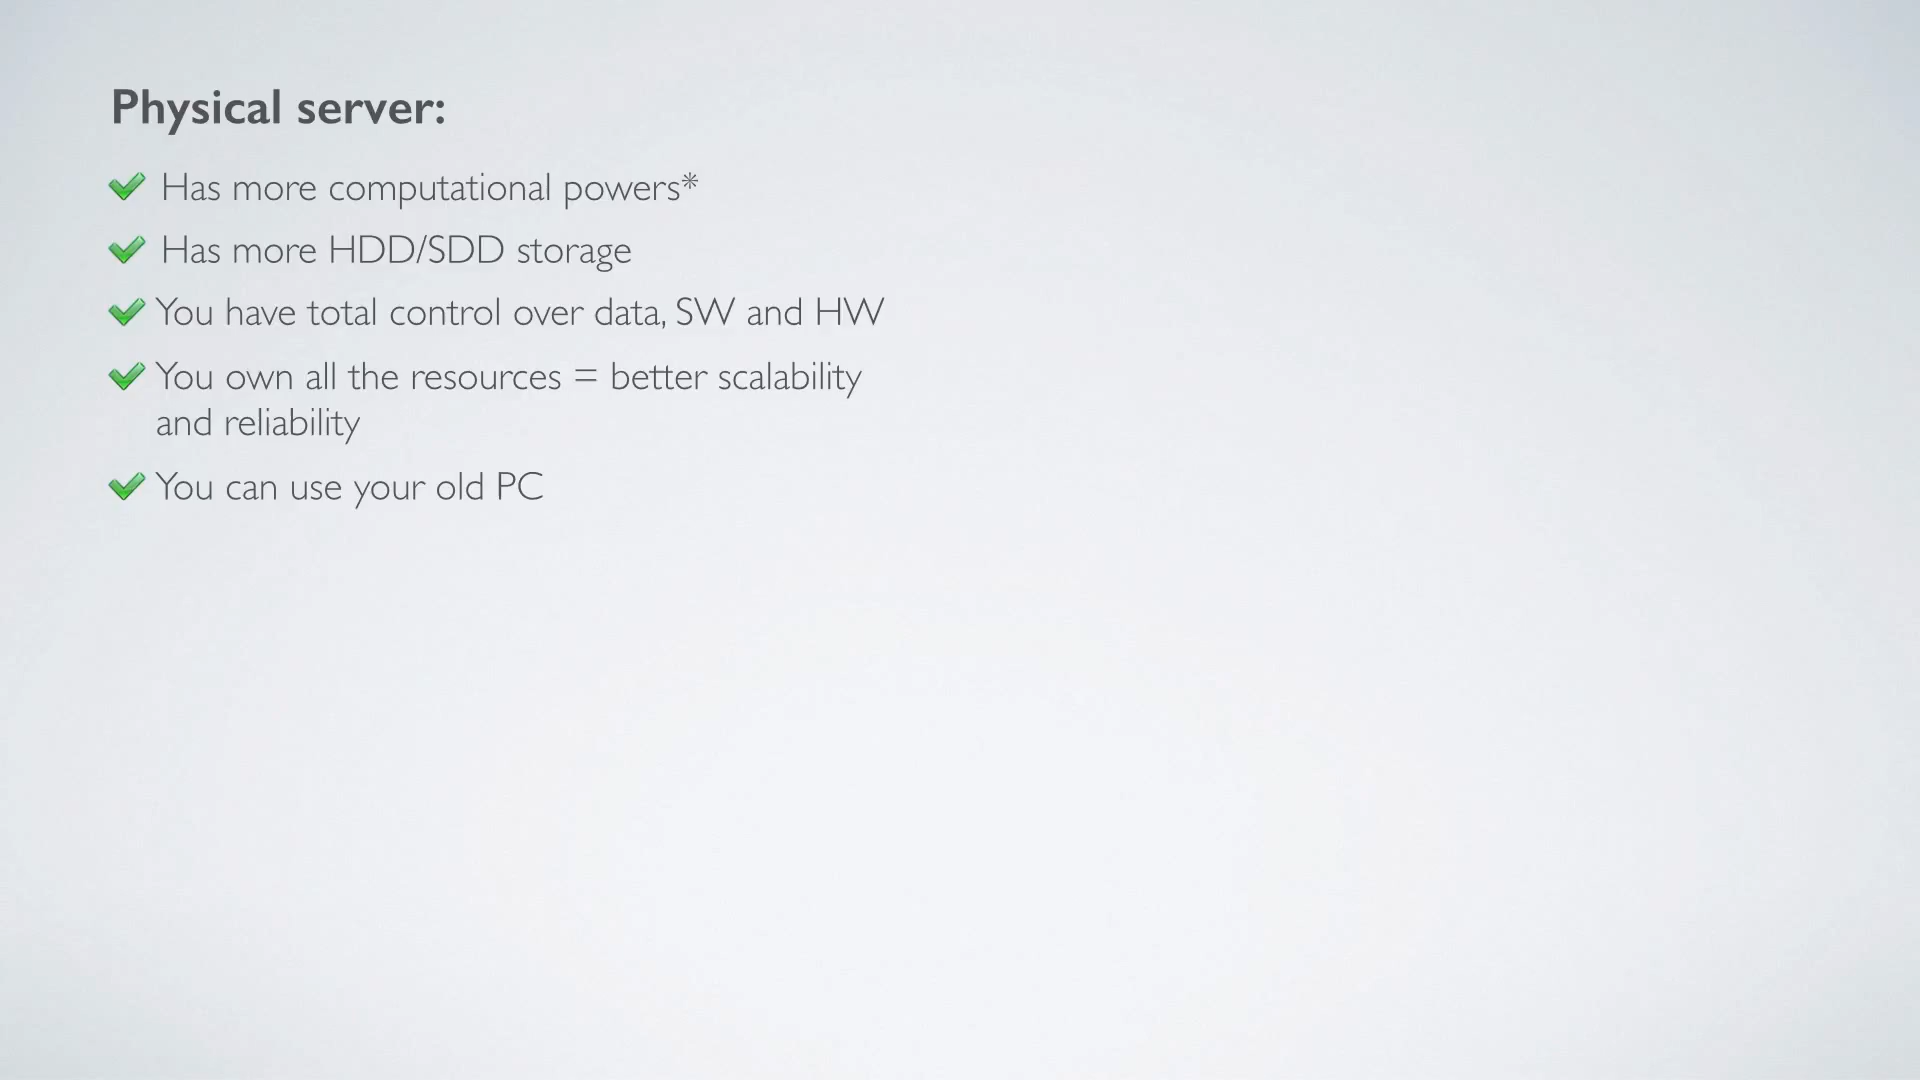 Physical server:
Has more computational powers*
Has more HDD/SDD storage
You have total control over data, SW and HW
You own all the resources = better scalability
and reliability
You can use your old PC